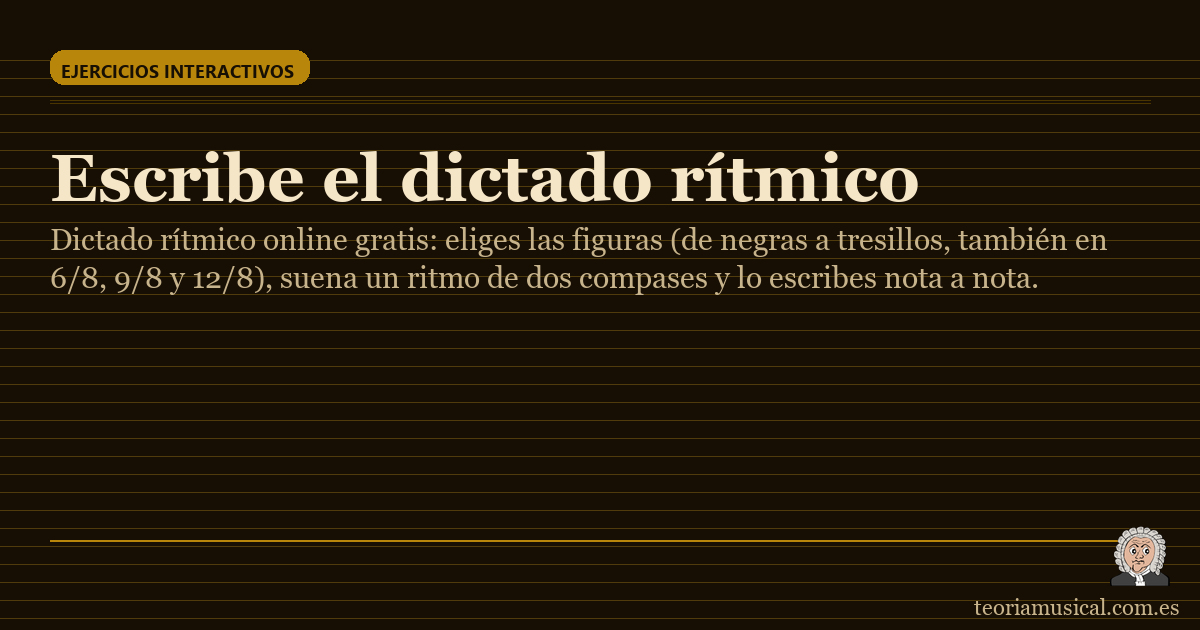 EJERCICIOS INTERACTIVOS
Escribe el dictado rítmico
Dictado rítmico online gratis: eliges las figuras (de negras a tresillos, también en
6/8, 9/8 y 12/8), suena un ritmo de dos compases y lo escribes nota a nota.
teoriamusical.com.es